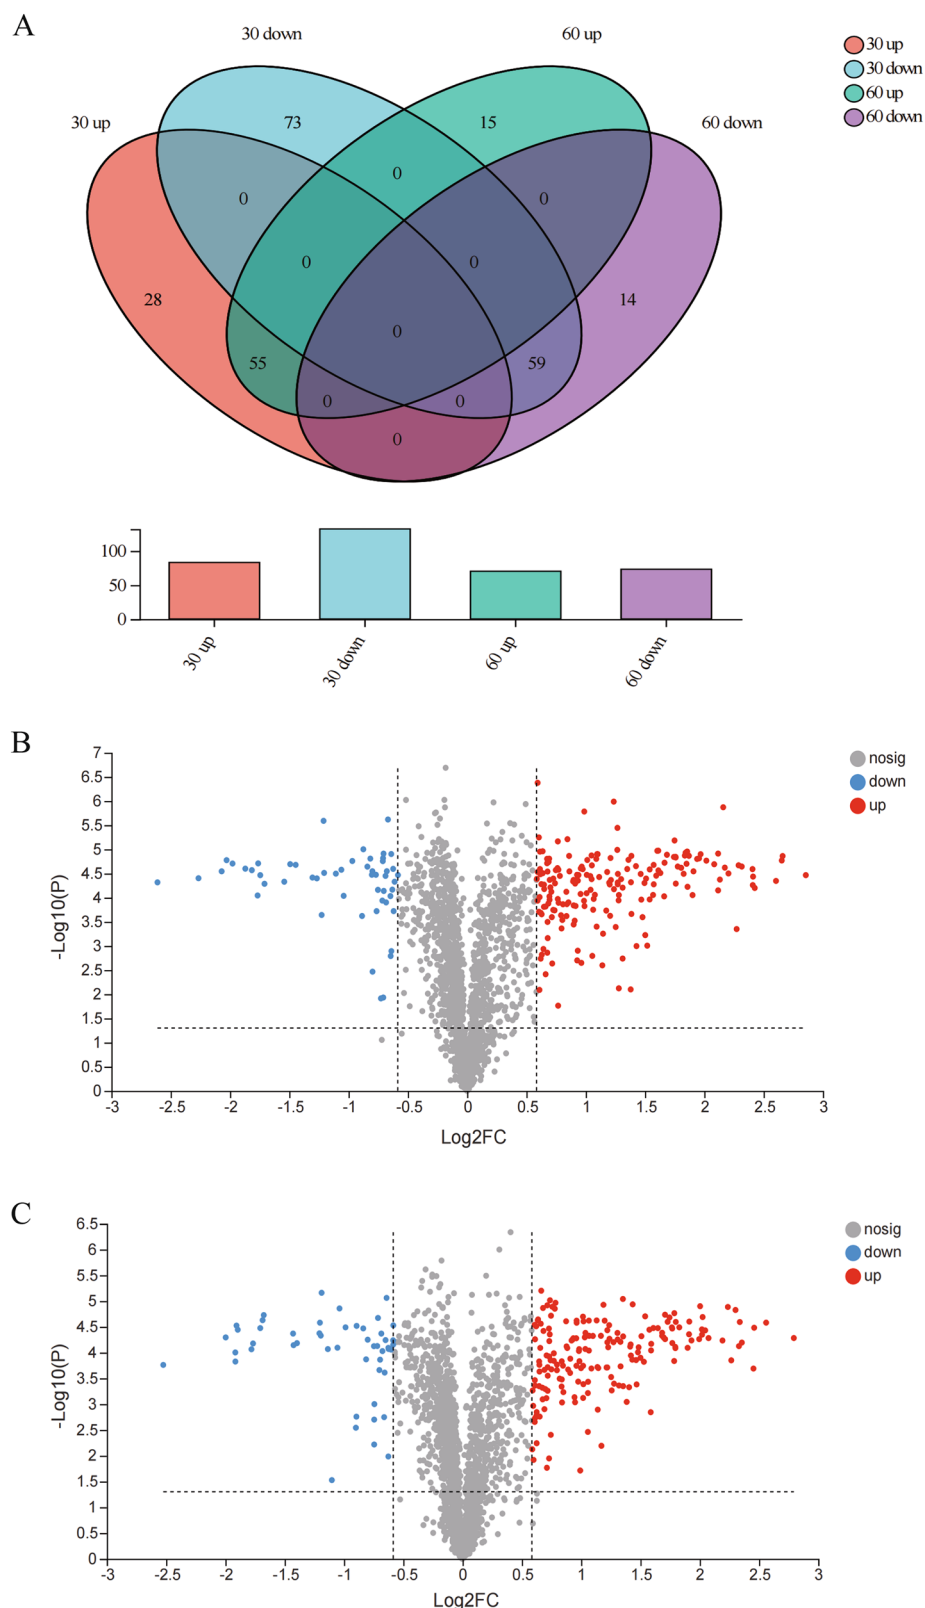 A
30 down
60 up
30 up
60 down
30 up
30 down
60 up
60 down
73
15
0
0
0
0
0
28
14
0
55
59
0
0
0
100
50
0
30 up
30 down
60 up
60 down
B
nosig
down
up
7
6.5
6
5.5
5
4.5
4
3.5
3
2.5
2
1.5
1
0.5
0
-Log10(P)
-3 -2.5 -2 -1.5 -1 -0.5 0 0.5 1 1.5 2 2.5 3
Log2FC
C
nosig
down
up
6.5
6
5.5
5
4.5
4
3.5
3
2.5
2
1.5
1
0.5
0
-Log10(P)
-3 -2.5 -2 -1.5 -1 -0.5 0 0.5 1 1.5 2 2.5 3
Log2FC